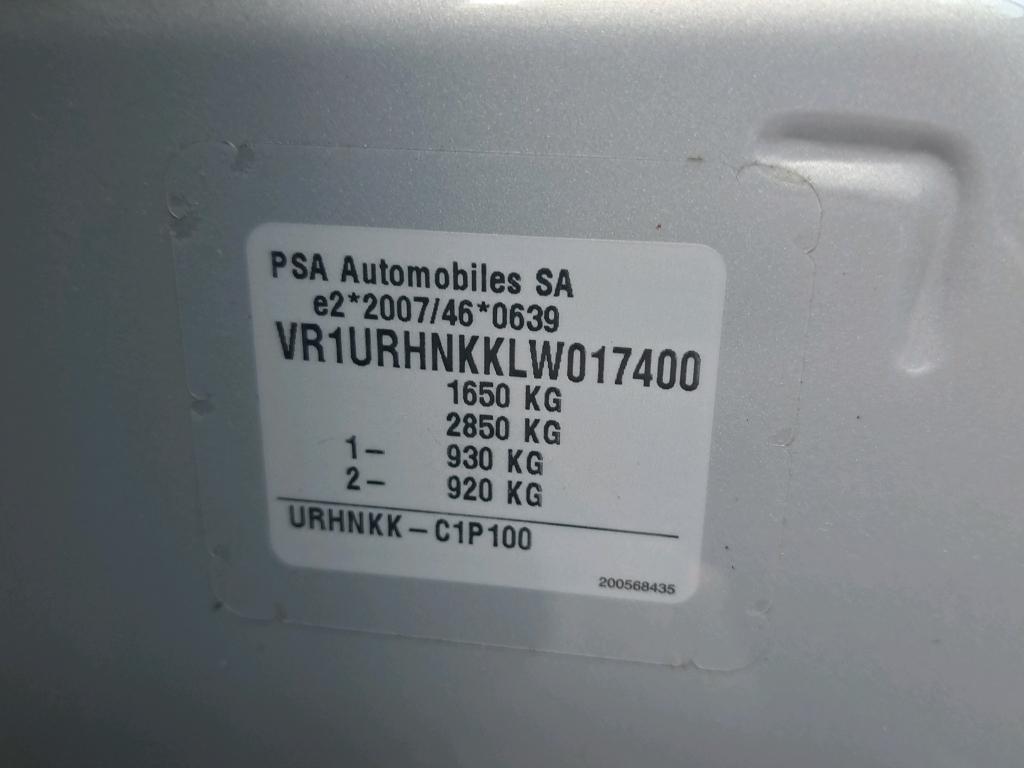 PSA Automobiles SA
e2*2007/46*0639
VR1URHNKKLW017400
1650 KG
2850 KG
1- 930 KG
2- 920 KG
URHNKK-C1P100
200568435